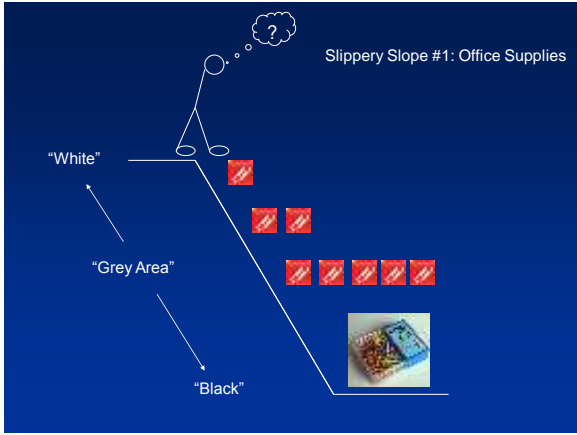 ?
Slippery Slope #1: Office Supplies
“White”
“Grey Area”
“Black”